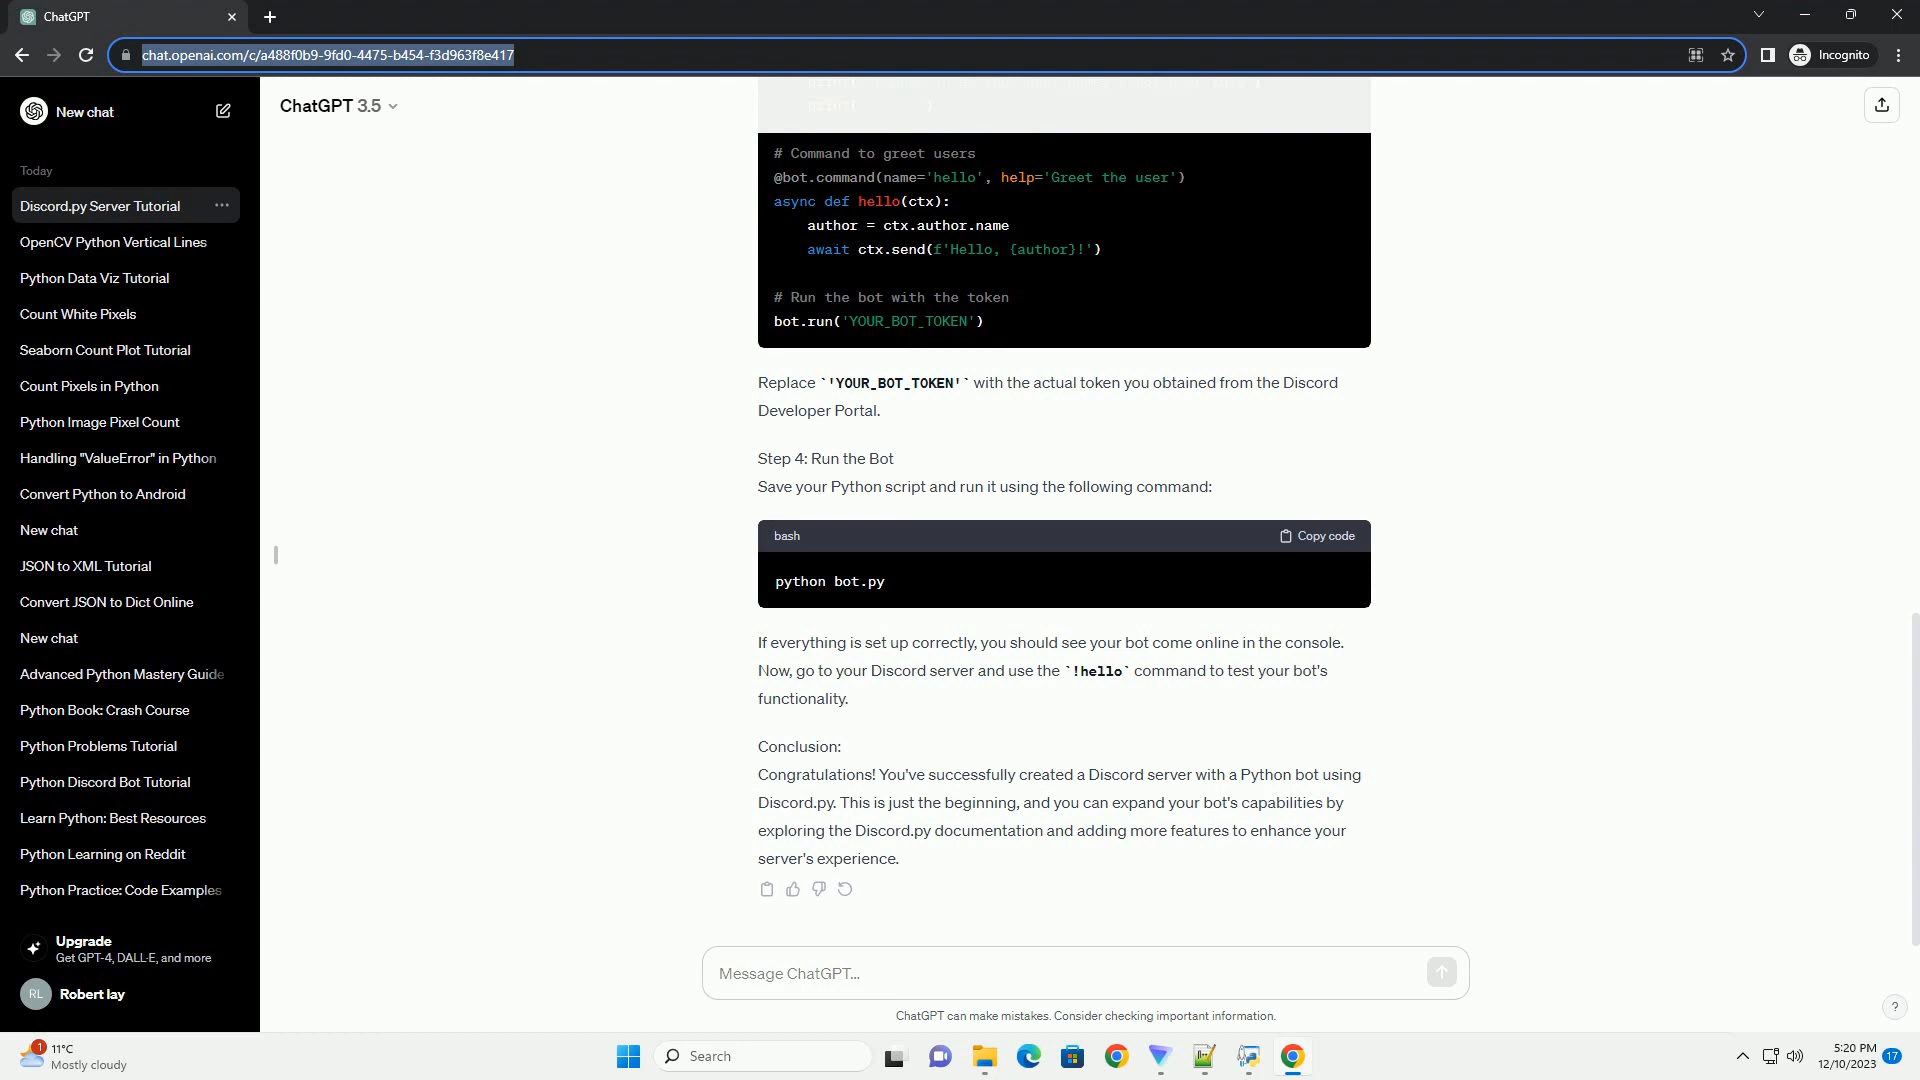 ChatGPT
chat.openai.com/c/a488f0b9-9fd0-4475-b454-f3d963f8e417
Incognito
New chat
Today
Discord.py Server Tutorial
OpenCV Python Vertical Lines
Python Data Viz Tutorial
Count White Pixels
Seaborn Count Plot Tutorial
Count Pixels in Python
Python Image Pixel Count
Handling "ValueError" in Python
Convert Python to Android
New chat
JSON to XML Tutorial
Convert JSON to Dict Online
New chat
Advanced Python Mastery Guide
Python Book: Crash Course
Python Problems Tutorial
Python Discord Bot Tutorial
Learn Python: Best Resources
Python Learning on Reddit
Python Practice: Code Examples
Upgrade
Get GPT-4, DALL·E, and more
RL
Robert lay
ChatGPT 3.5
# Command to greet users
@bot.command(name='hello', help='Greet the user')
async def hello(ctx):
author = ctx.author.name
await ctx.send(f'Hello, {author}!')
# Run the bot with the token
bot.run('YOUR_BOT_TOKEN')
Replace `'YOUR_BOT_TOKEN'` with the actual token you obtained from the Discord
Developer Portal.
Step 4: Run the Bot
Save your Python script and run it using the following command:
bash
Copy code
python bot.py
If everything is set up correctly, you should see your bot come online in the console.
Now, go to your Discord server and use the `!hello` command to test your bot's
functionality.
Conclusion:
Congratulations! You've successfully created a Discord server with a Python bot using
Discord.py. This is just the beginning, and you can expand your bot's capabilities by
exploring the Discord.py documentation and adding more features to enhance your
server's experience.
Message ChatGPT...
ChatGPT can make mistakes. Consider checking important information.
?
1
11°C
Mostly cloudy
Search
5:20 PM
12/10/2023
17